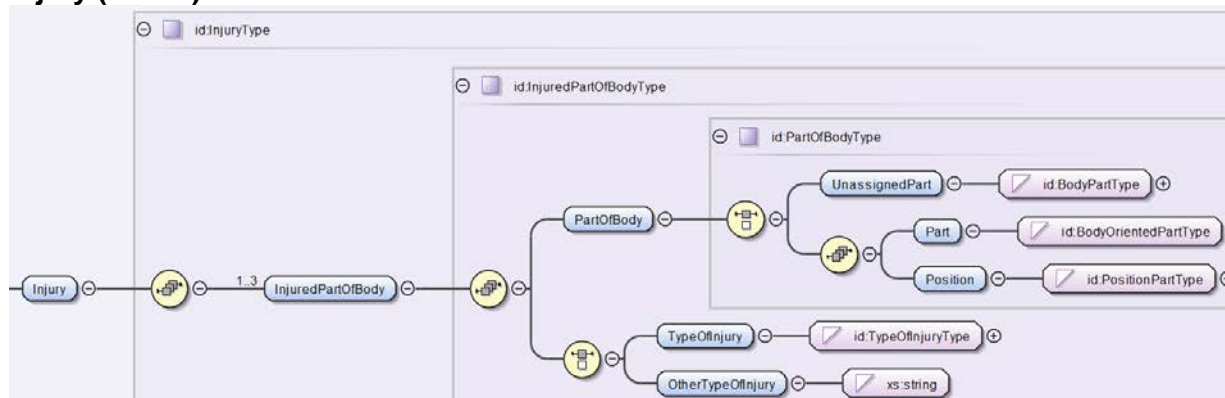 id:InjuryType
id:InjuredPartOfBodyType
id:PartOfBodyType
UnassignedPart
id:BodyPartType
PartOfBody
Part
id:BodyOrientedPartType
Injury
1..3
InjuredPartOfBody
Position
id:PositionPartType
TypeOfInjury
id:TypeOfInjuryType
OtherTypeOfInjury
xs:string